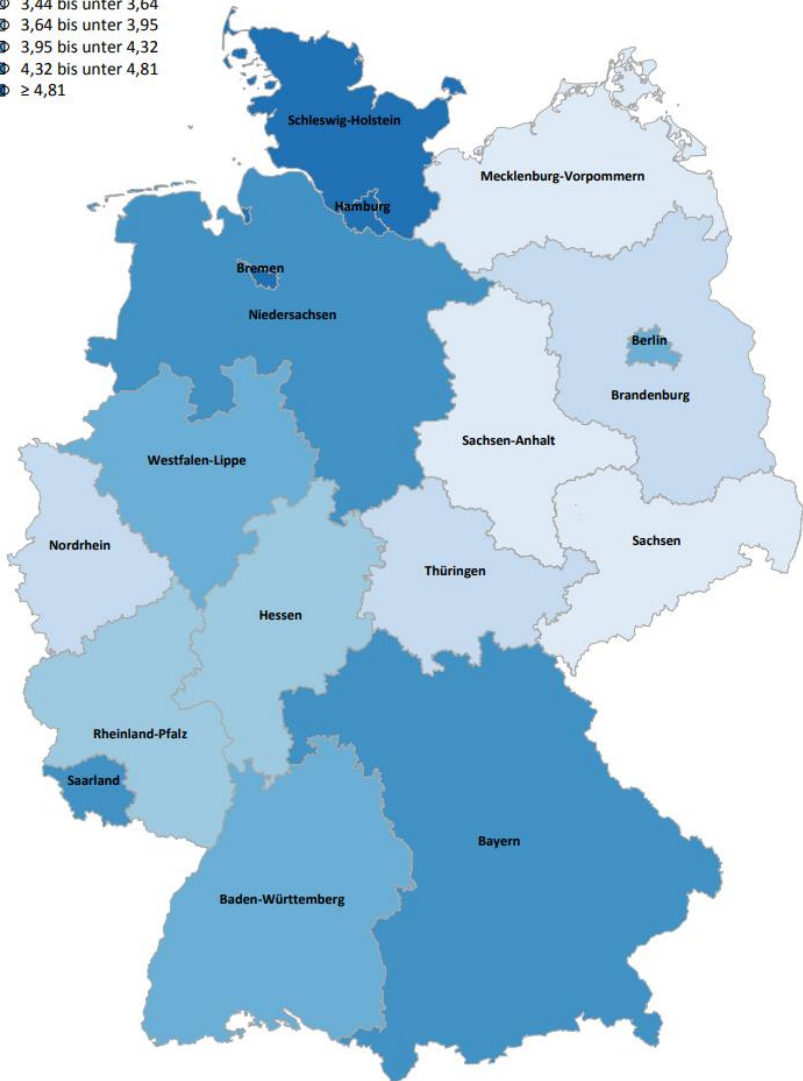 3,44 bis unter 3,64
3,64 bis unter 3,95
3,95 bis unter 4,32
4,32 bis unter 4,81
≥ 4,81
Schleswig-Holstein
Mecklenburg-Vorpommern
Hamburg
Bremen
Niedersachsen
Berlin
Brandenburg
Sachsen-Anhalt
Westfalen-Lippe
Sachsen
Nordrhein
Thüringen
Hessen
Rheinland-Pfalz
Saarland
Bayern
Baden-Württemberg